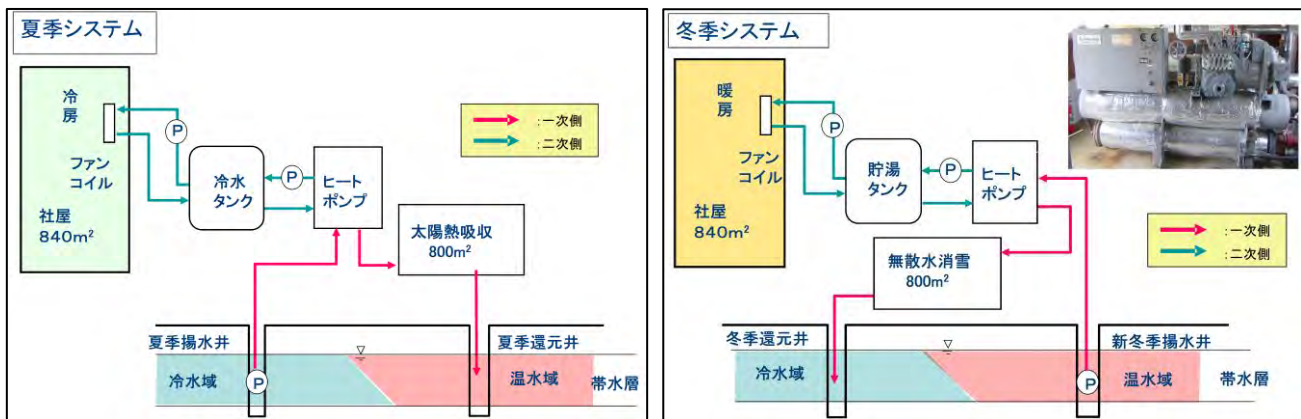 夏季システム
冷
房
P
ファン
コイル
冷水
タンク
P
ヒート
ポンプ
:一次側
:二次側
社屋
840m²
太陽熱吸収
800m²
夏季揚水井
夏季還元井
▽
冷水域
P
温水域
帯水層
冬季システム
暖
房
P
ファン
コイル
貯湯
タンク
P
ヒート
ポンプ
社屋
840m²
:一次側
:二次側
無散水消雪
800m²
冬季還元井
新冬季揚水井
▽
冷水域
P
温水域
帯水層